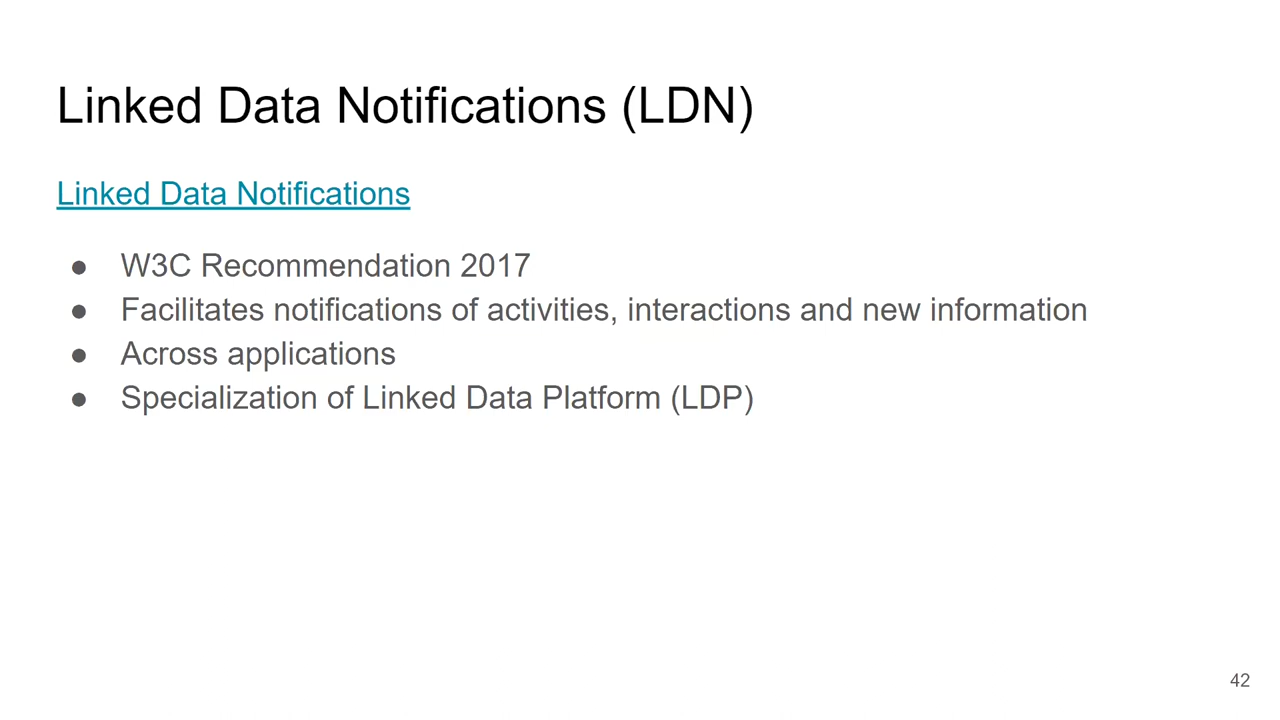 Linked Data Notifications (LDN)
Linked Data Notifications
● W3C Recommendation 2017
● Facilitates notifications of activities, interactions and new information
● Across applications
● Specialization of Linked Data Platform (LDP)
42